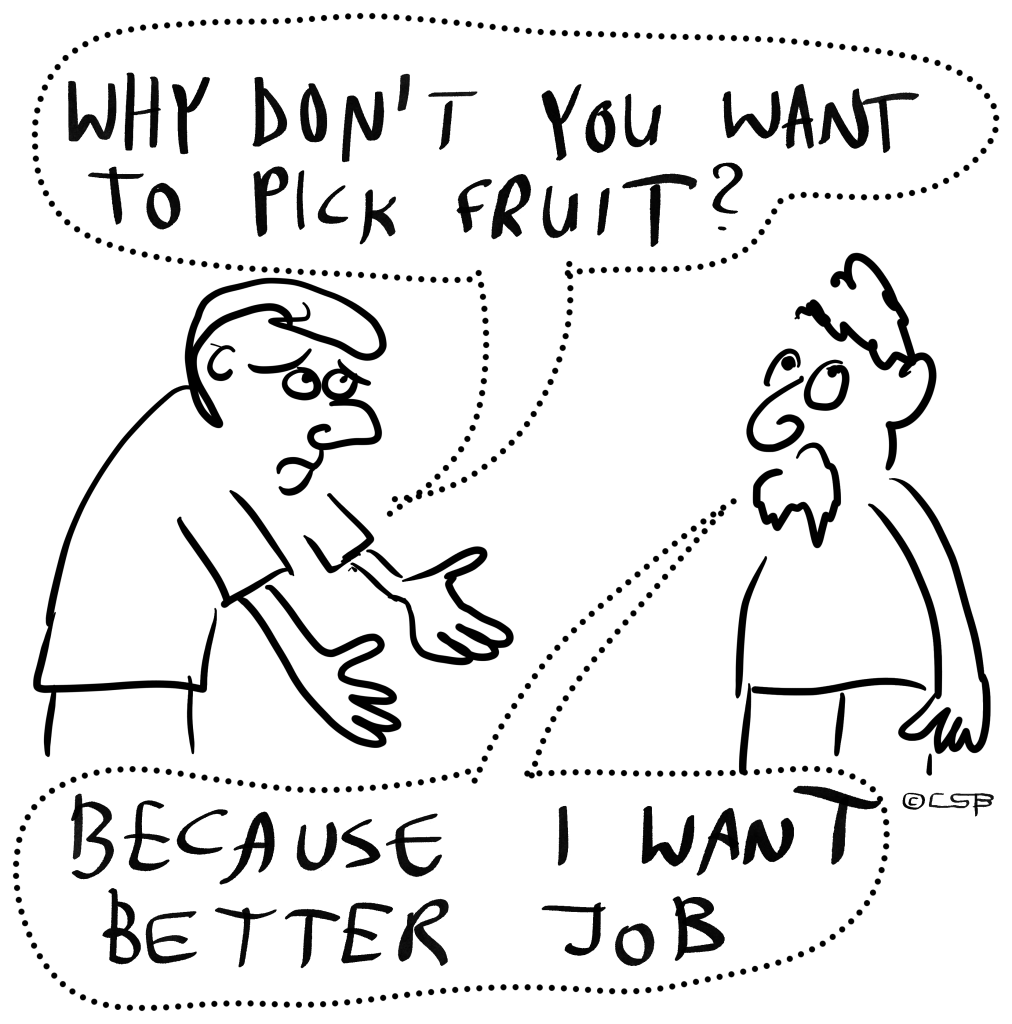 WHY DON'T YOU WANT
TO PICK FRUIT?
BECAUSE I WANT
BETTER JOB
©CSB